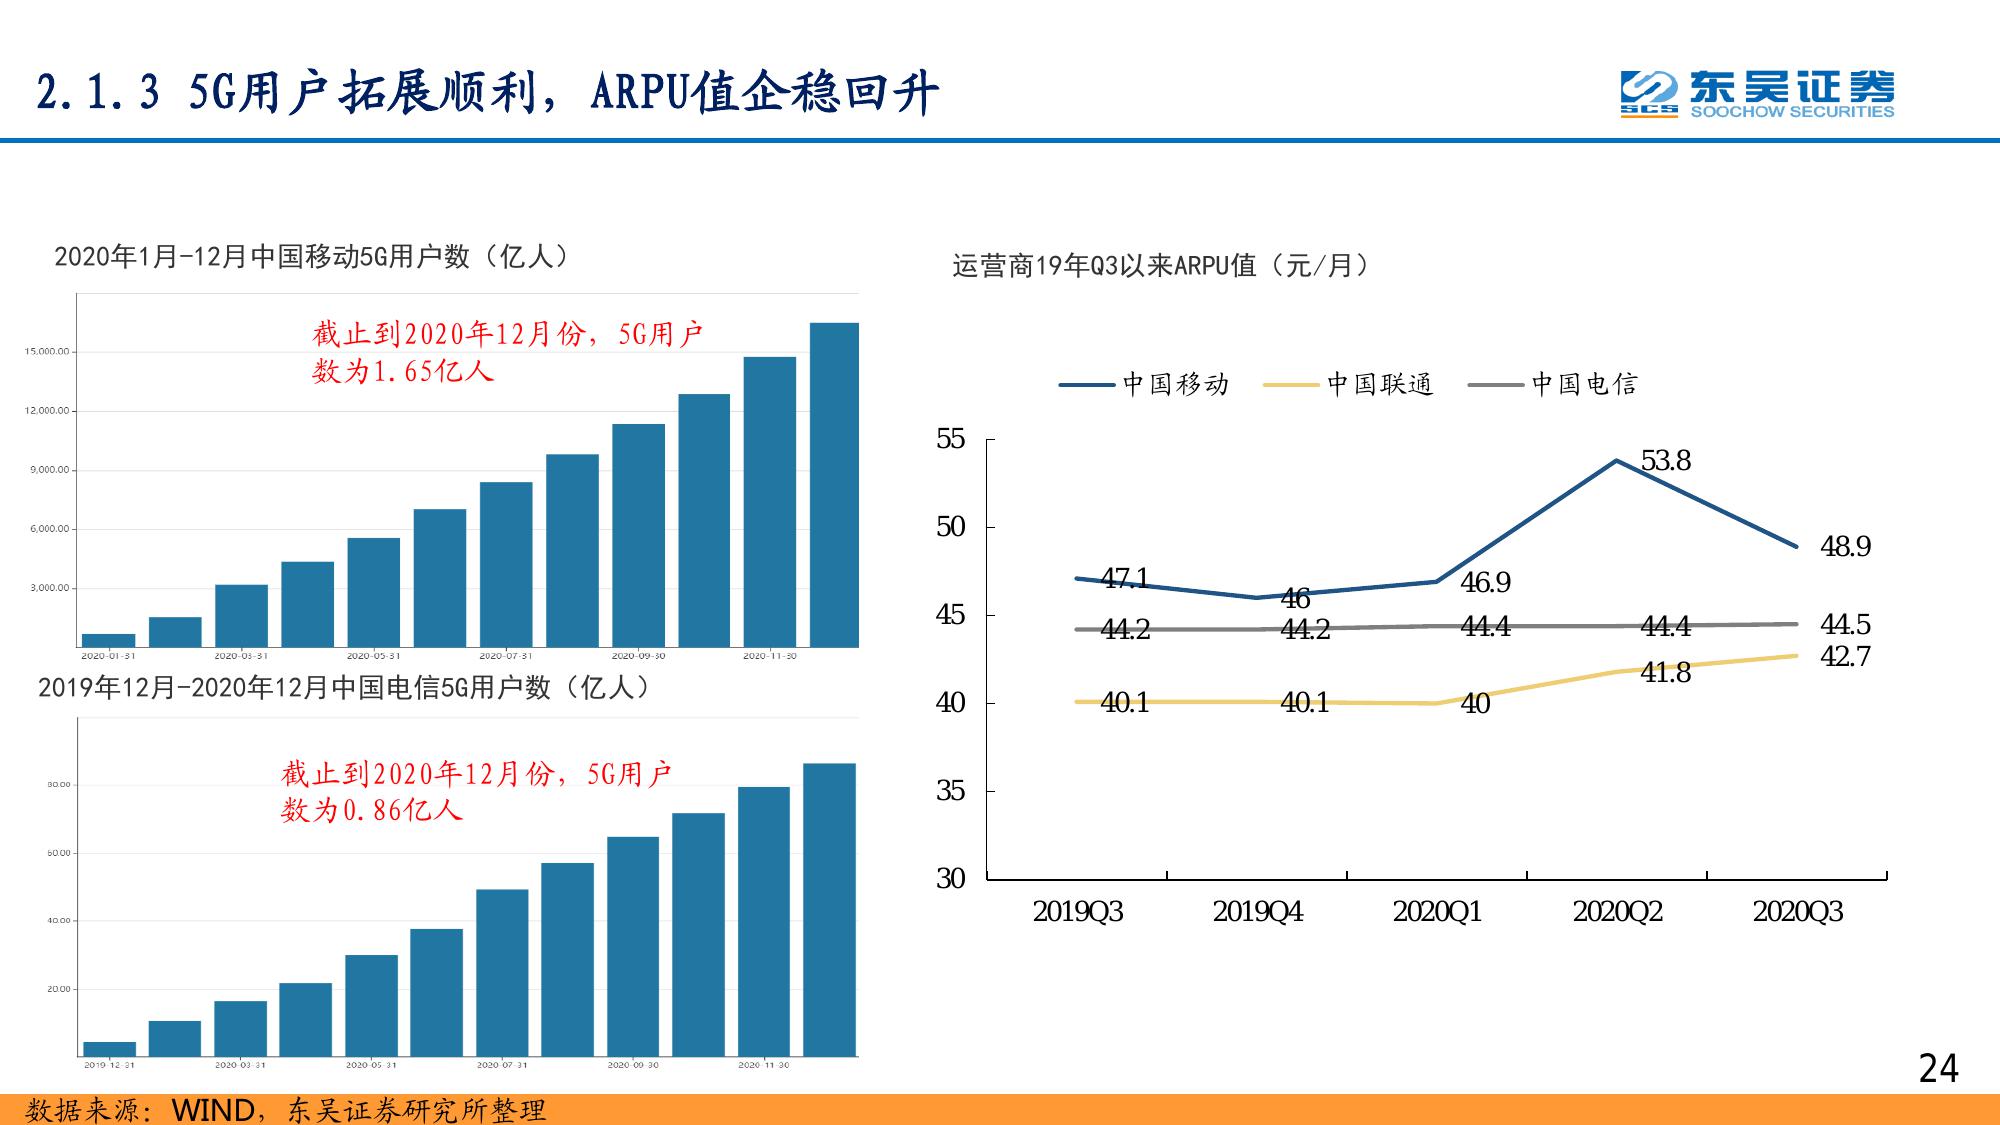 2.1.3 5G用户拓展顺利，ARPU值企稳回升
东吴证券
SCS
SOOCHOW SECURITIES
2020年1月-12月中国移动5G用户数（亿人）
截止到2020年12月份，5G用户
数为1.65亿人
15,000.00
12,000.00
9,000.00
6,000.00
3,000.00
2020-01-31 2020-03-31 2020-05-31 2020-07-31 2020-09-30 2020-11-30
2019年12月-2020年12月中国电信5G用户数（亿人）
截止到2020年12月份，5G用户
数为0.86亿人
80.00
60.00
40.00
20.00
2019-12-31 2020-03-31 2020-05-31 2020-07-31 2020-09-30 2020-11-30
运营商19年Q3以来ARPU值（元/月）
中国移动 中国联通 中国电信
55
50
45
40
35
30
47.1 46 46.9 53.8 48.9
44.2 44.2 44.4 44.4 44.5
40.1 40.1 40 41.8 42.7
2019Q3 2019Q4 2020Q1 2020Q2 2020Q3
24
数据来源：WIND，东吴证券研究所整理